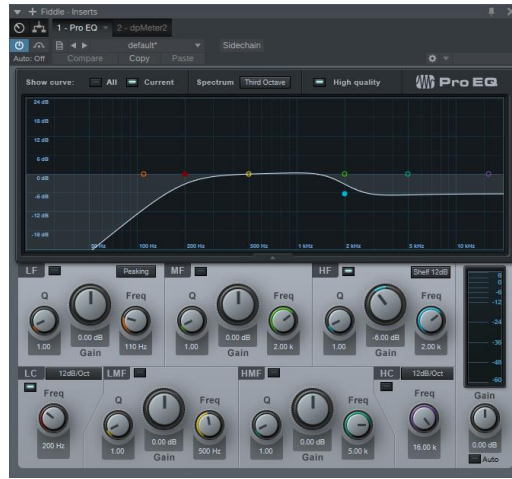 Fiddle - Inserts
1 - Pro EQ
2 - dpMeter2
default*
Sidechain
Auto: Off
Compare
Copy
Paste
Show curve:
All
Current
Spectrum
Third Octave
High quality
Pro EQ
24 dB
18 dB
12 dB
6 dB
0 dB
-6 dB
-12 dB
-18 dB
50 Hz
100 Hz
200 Hz
500 Hz
1 kHz
2 kHz
5 kHz
10 kHz
LF
Peaking
MF
HF
Shelf 12dB
Q
Freq
Q
Freq
Q
Freq
1.00
0.00 dB
110 Hz
1.00
0.00 dB
2.00 k
1.00
-6.00 dB
2.00 k
Gain
Gain
Gain
6
0
-6
-12
-24
-36
-48
-60
LC
12dB/Oct
LMF
HMF
HC
12dB/Oct
Freq
Q
Freq
Q
Freq
Freq
Gain
200 Hz
1.00
0.00 dB
500 Hz
1.00
0.00 dB
5.00 k
16.00 k
0.00 dB
Gain
Gain
Auto